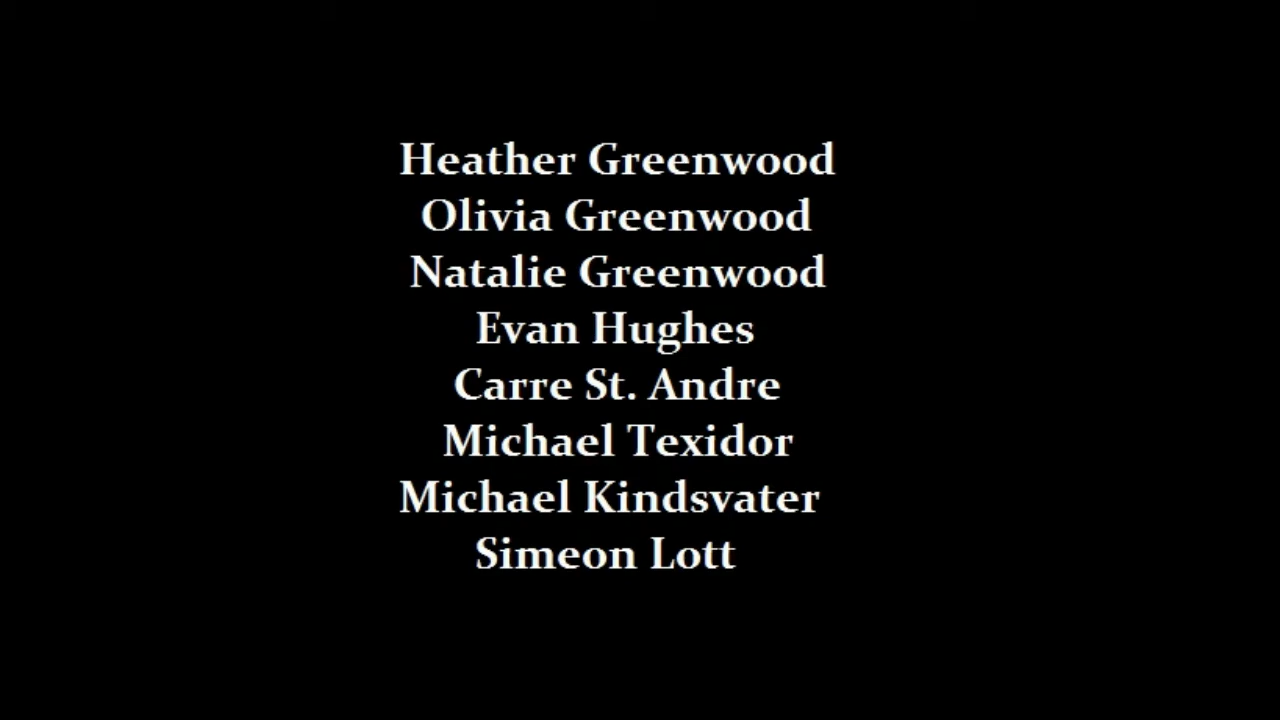 Heather Greenwood
Olivia Greenwood
Natalie Greenwood
Evan Hughes
Carre St. Andre
Michael Texidor
Michael Kindsvater
Simeon Lott